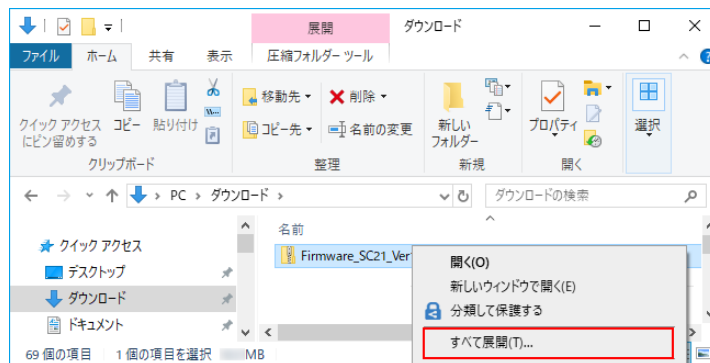 展開
ダウンロード
ファイル ホーム 共有 表示 圧縮フォルダー ツール
クイック アクセス
にピン留めする
コピー
貼り付け
移動先
削除
コピー先
名前の変更
新しい
フォルダー
プロパティ
選択
クリップボード
整理
新規
開く
PC › ダウンロード ›
ダウンロードの検索
名前
クイック アクセス
デスクトップ
ダウンロード
ドキュメント
Firmware_SC21_Ver
開く(O)
新しいウィンドウで開く(E)
分類して保護する
すべて展開(T)...
69 個の項目
1 個の項目を選択
MB